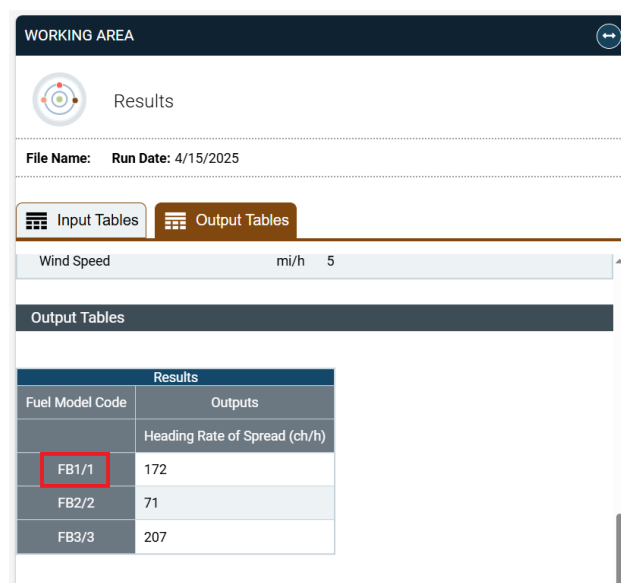 WORKING AREA
Results
File Name: Run Date: 4/15/2025
Input Tables Output Tables
Wind Speed mi/h 5
Output Tables
Results
Fuel Model Code Outputs
Heading Rate of Spread (ch/h)
FB1/1 172
FB2/2 71
FB3/3 207